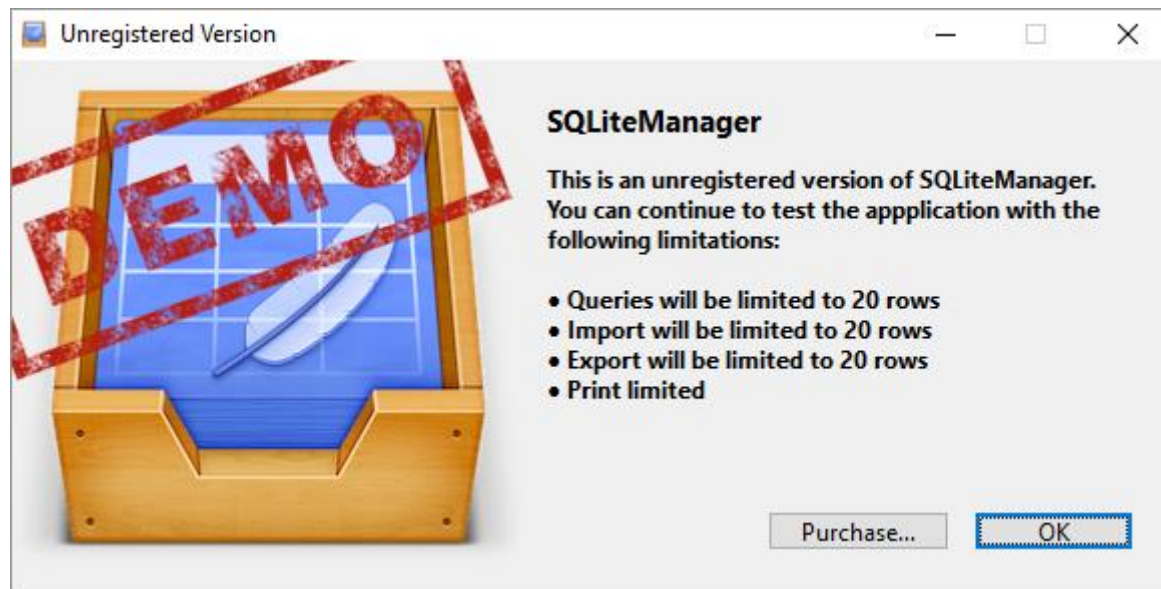 Unregistered Version
DEMO
SQLiteManager
This is an unregistered version of SQLiteManager.
You can continue to test the appplication with the
following limitations:
• Queries will be limited to 20 rows
• Import will be limited to 20 rows
• Export will be limited to 20 rows
• Print limited
Purchase...
OK